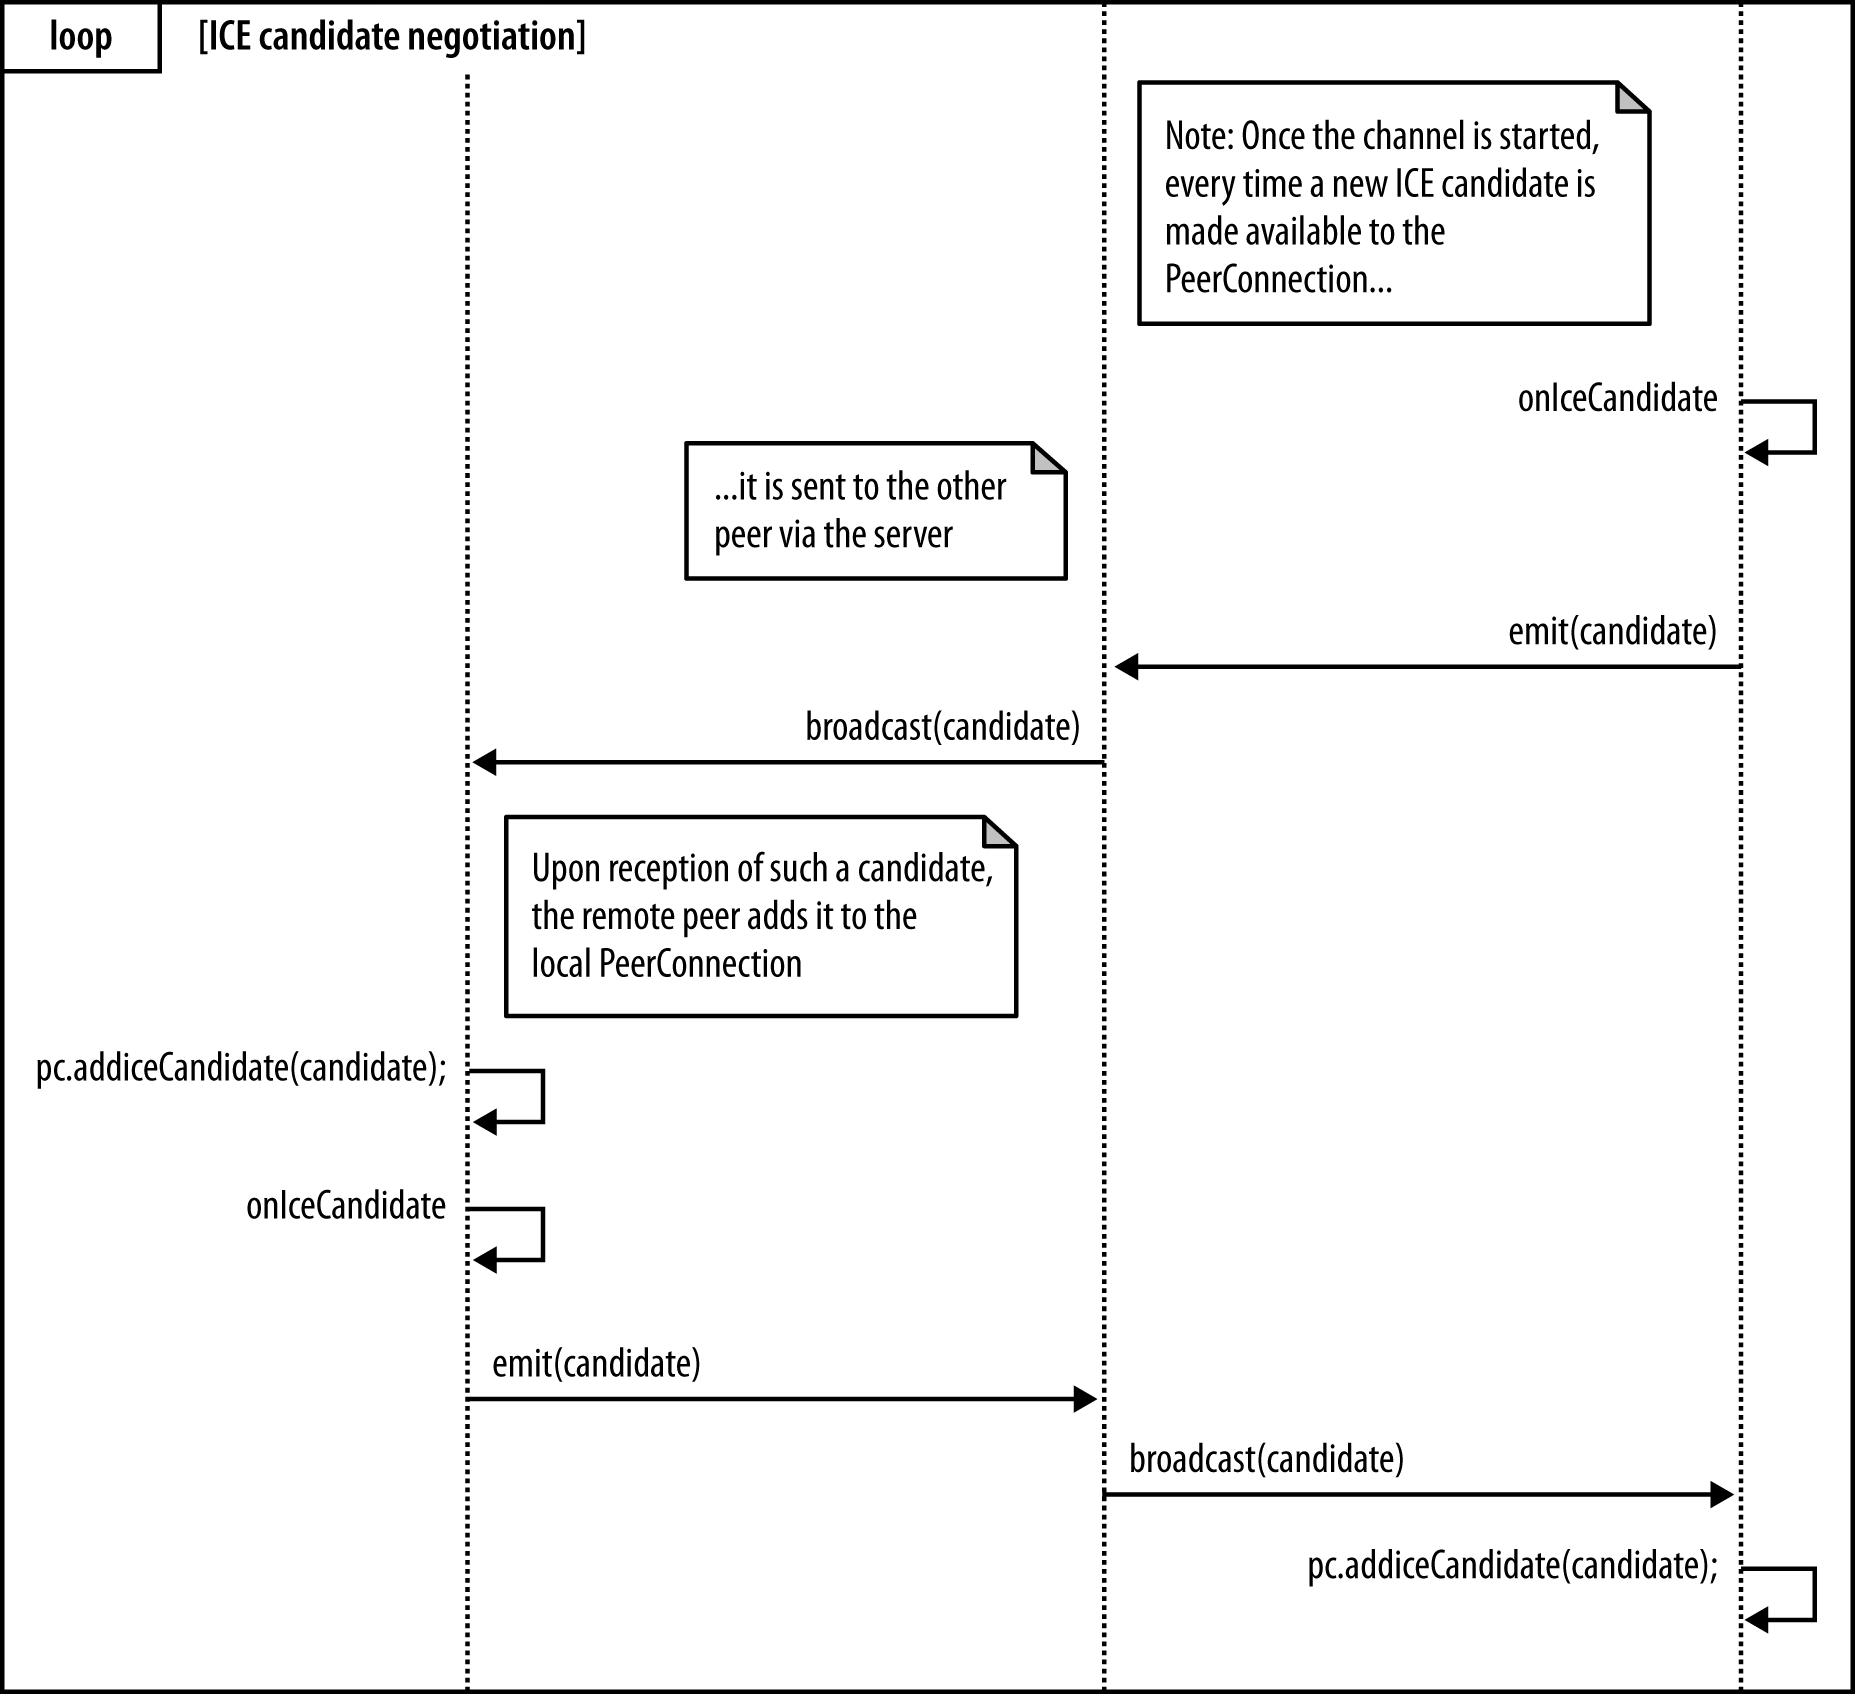 loop
[ICE candidate negotiation]
Note: Once the channel is started,
every time a new ICE candidate is
made available to the
PeerConnection...
onIceCandidate
...it is sent to the other
peer via the server
emit(candidate)
broadcast(candidate)
Upon reception of such a candidate,
the remote peer adds it to the
local PeerConnection
pc.addiceCandidate(candidate);
onIceCandidate
emit(candidate)
broadcast(candidate)
pc.addiceCandidate(candidate);